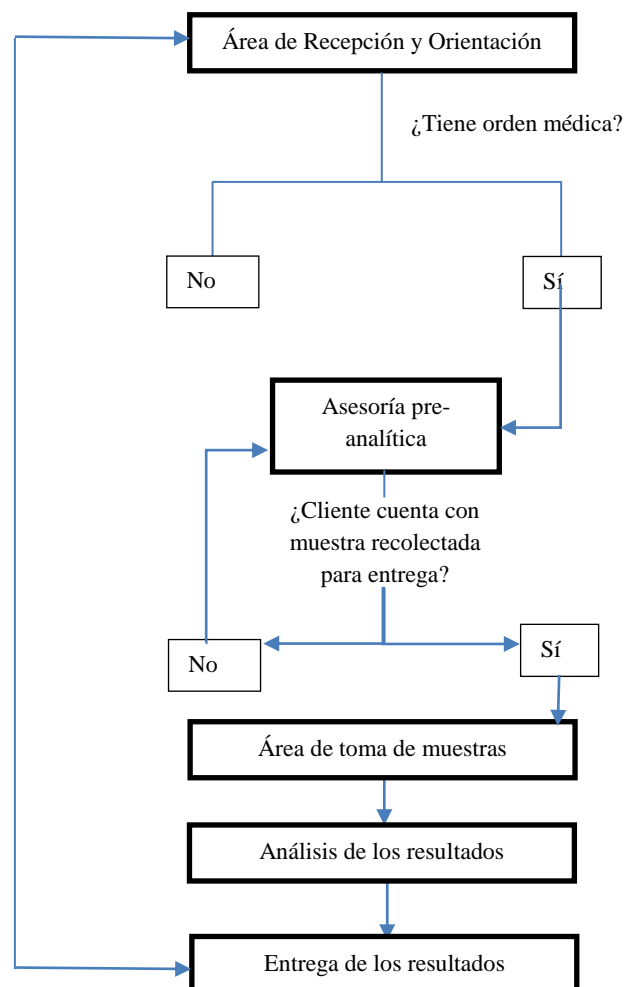 Área de Recepción y Orientación
¿Tiene orden médica?
No
Sí
Asesoría pre-
analítica
¿Cliente cuenta con
muestra recolectada
para entrega?
No
Sí
Área de toma de muestras
Análisis de los resultados
Entrega de los resultados